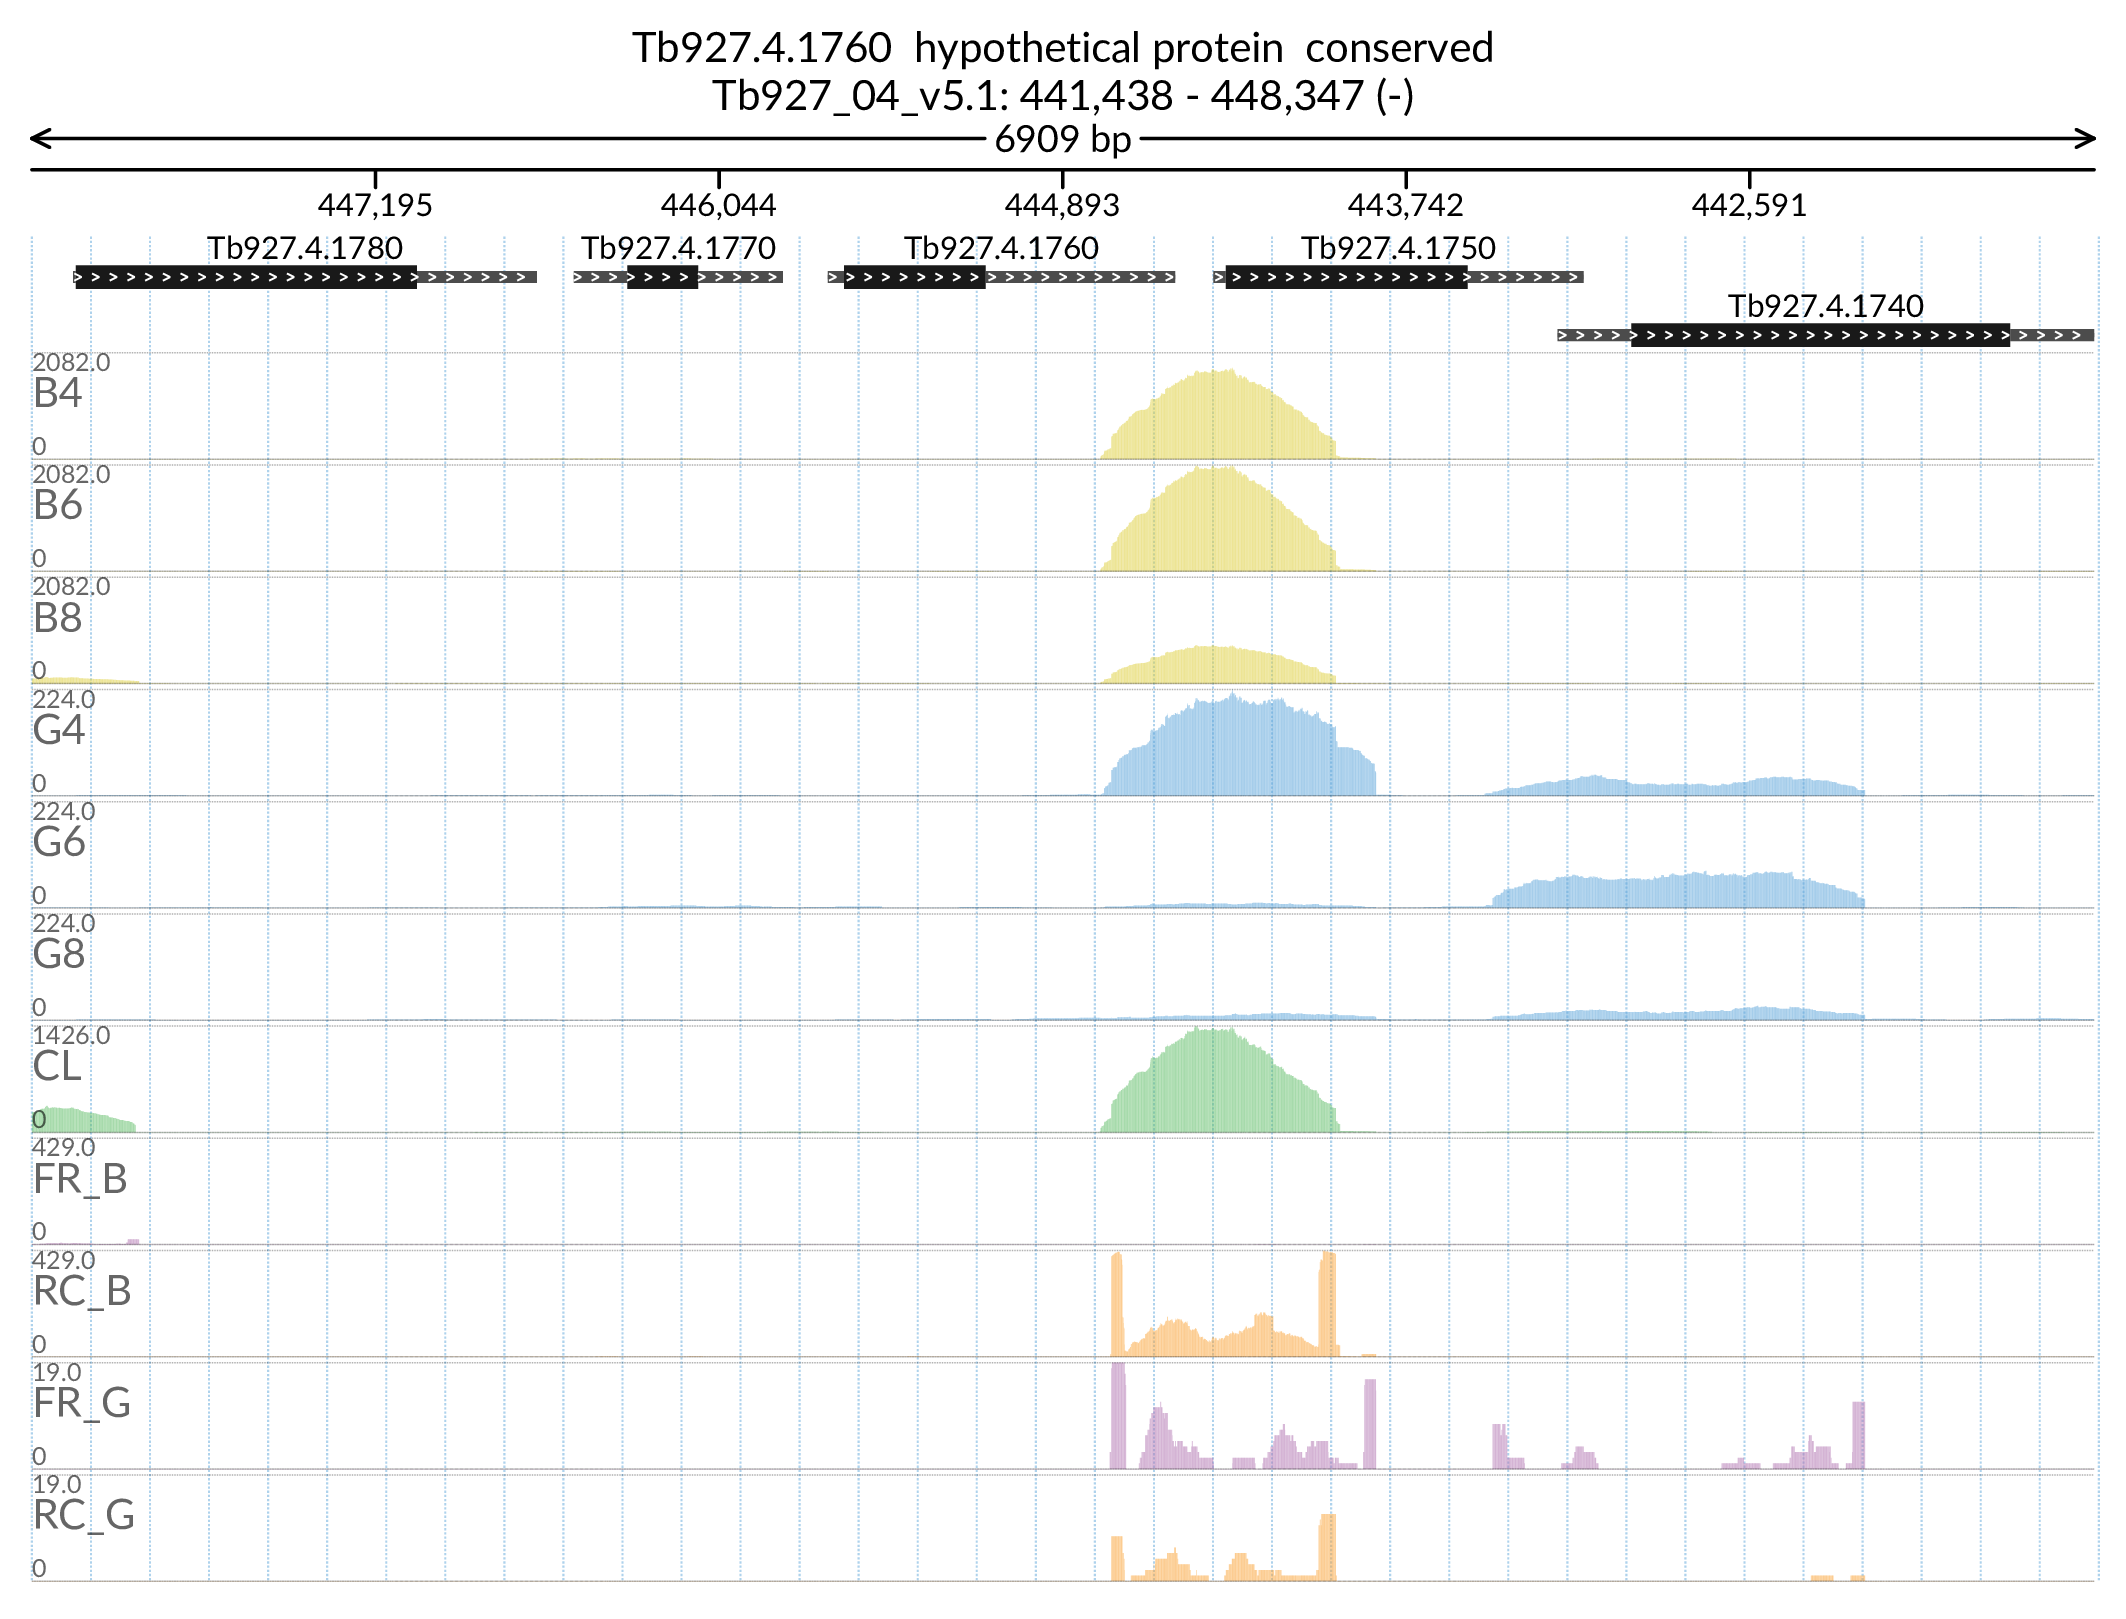 Tb927.4.1760  hypothetical protein  conserved
Tb927_04_v5.1: 441,438 - 448,347 (-)
6909 bp
447,195 446,044 444,893 443,742 442,591
Tb927.4.1780 Tb927.4.1770 Tb927.4.1760 Tb927.4.1750
Tb927.4.1740
2082.0
B4
0
2082.0
B6
0
2082.0
B8
0
224.0
G4
0
224.0
G6
0
224.0
G8
0
1426.0
CL
0
429.0
FR_B
0
429.0
RC_B
0
19.0
FR_G
0
19.0
RC_G
0